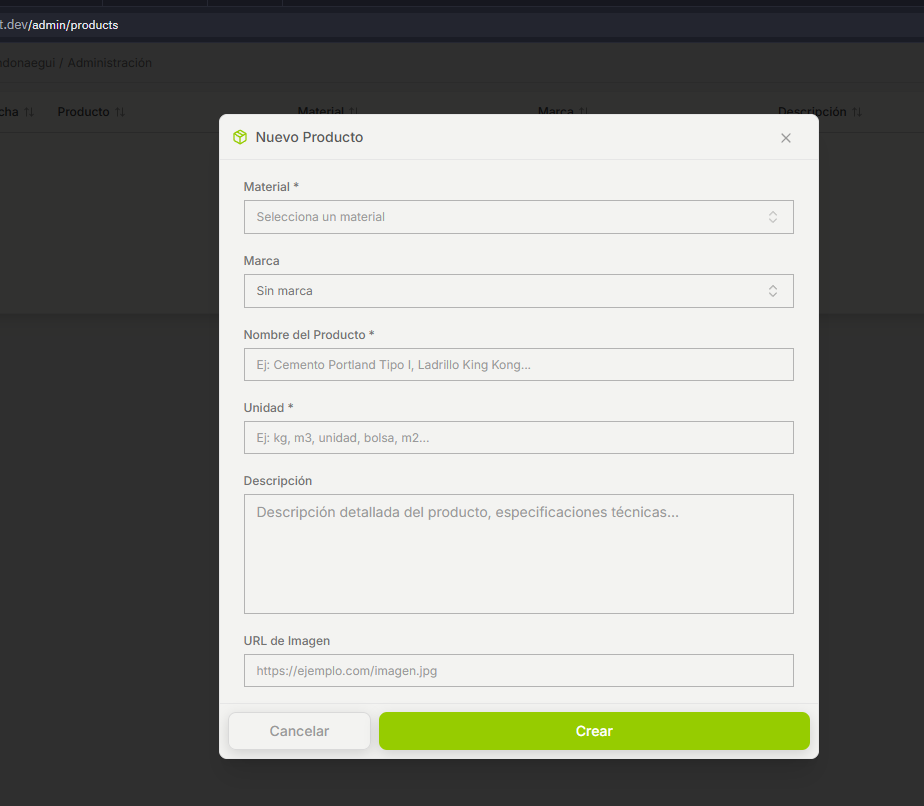 t.dev/admin/products
ndonaegui / Administración
cha Producto Material Marca Descripción
Nuevo Producto
Material *
Selecciona un material
Marca
Sin marca
Nombre del Producto *
Ej: Cemento Portland Tipo I, Ladrillo King Kong...
Unidad *
Ej: kg, m3, unidad, bolsa, m2...
Descripción
Descripción detallada del producto, especificaciones técnicas...
URL de Imagen
https://ejemplo.com/imagen.jpg
Cancelar
Crear